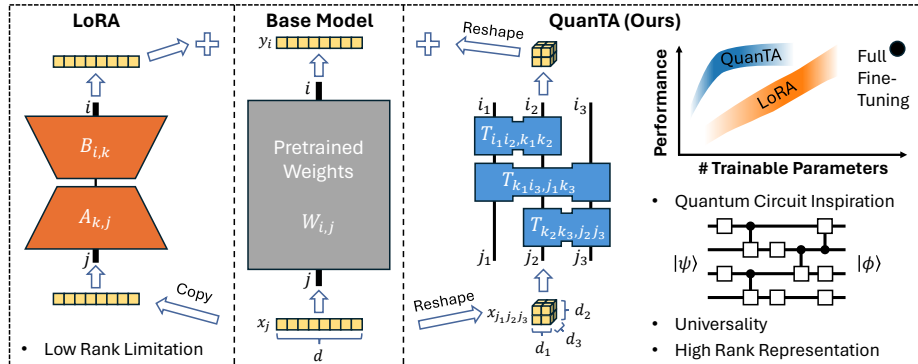 LoRA
i
B_{i,k}
A_{k,j}
j
Copy
• Low Rank Limitation
Base Model
y_i
i
Pretrained
Weights
W_{i,j}
j
x_j
d
QuanTA (Ours)
Reshape
i_1 i_2 i_3
T_{i_1 i_2, k_1 k_2}
T_{k_1 i_3, j_1 k_3}
T_{k_2 k_3, j_2 j_3}
j_1 j_2 j_3
Reshape
x_{j_1 j_2 j_3}
d_2
d_3
d_1
Performance
QuanTA
LoRA
Full
Fine-
Tuning
# Trainable Parameters
• Quantum Circuit Inspiration
|ψ⟩ |ϕ⟩
• Universality
• High Rank Representation